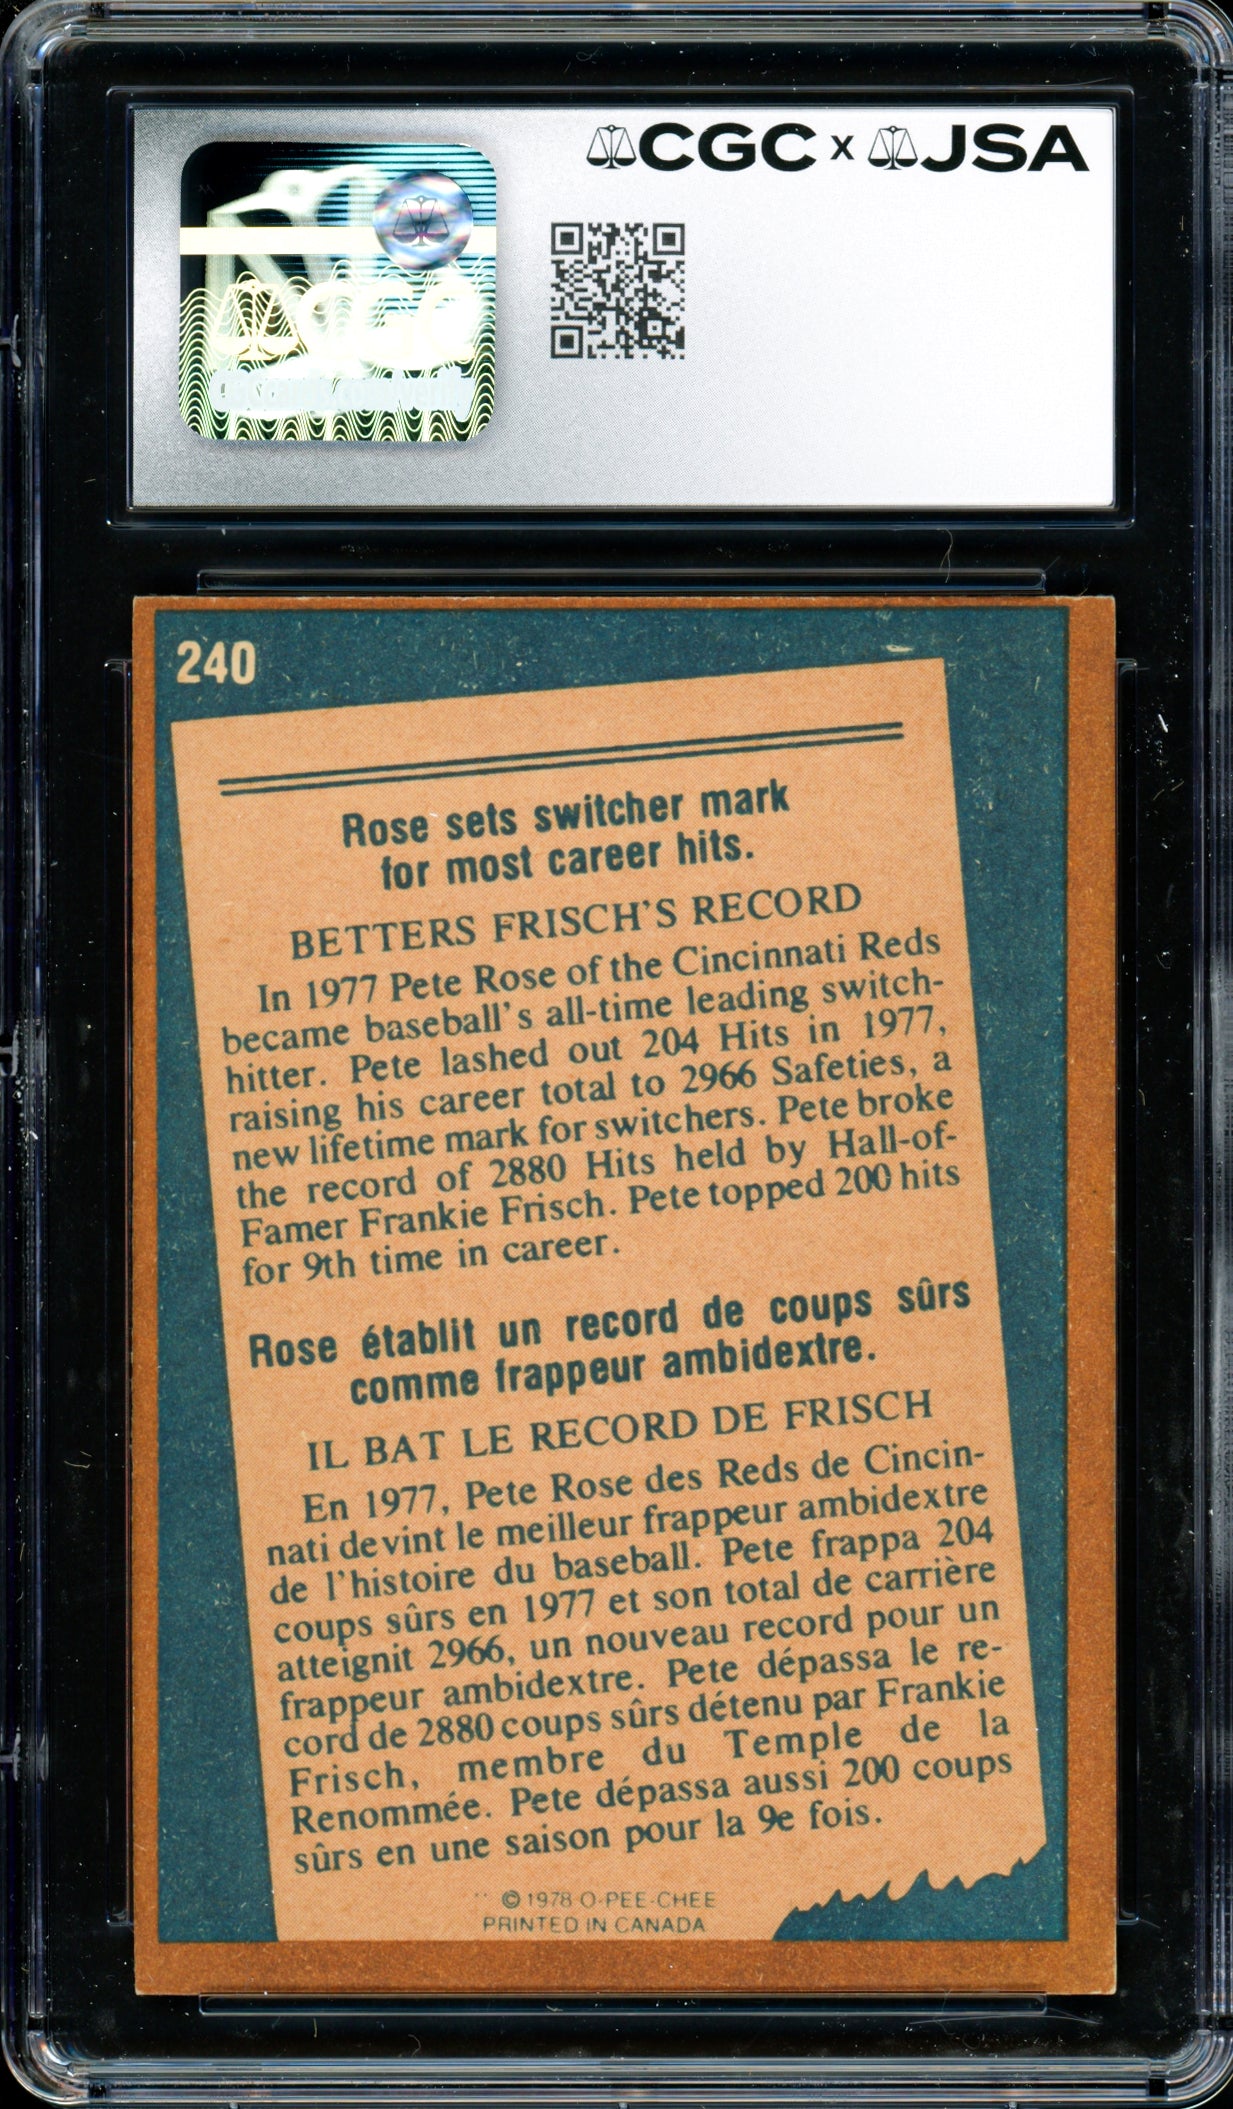 CGC x JSA
240
Rose sets switcher mark
for most career hits.
BETTERS FRISCH'S RECORD
In 1977 Pete Rose of the Cincinnati Reds
became baseball's all-time leading switch-
hitter. Pete lashed out 204 Hits in 1977,
raising his career total to 2966 Safeties, a
new lifetime mark for switchers. Pete broke
the record of 2880 Hits held by Hall-of-
Famer Frankie Frisch. Pete topped 200 hits
for 9th time in career.
Rose établit un record de coups sûrs
comme frappeur ambidextre.
IL BAT LE RECORD DE FRISCH
En 1977, Pete Rose des Reds de Cincin-
nati devint le meilleur frappeur ambidextre
de l'histoire du baseball. Pete frappa 204
coups sûrs en 1977 et son total de carrière
atteignit 2966, un nouveau record pour un
frappeur ambidextre. Pete dépassa le re-
cord de 2880 coups sûrs détenu par Frankie
Frisch, membre du Temple de la
Renommée. Pete dépassa aussi 200 coups
sûrs en une saison pour la 9e fois.
© 1978 O-PEE-CHEE
PRINTED IN CANADA